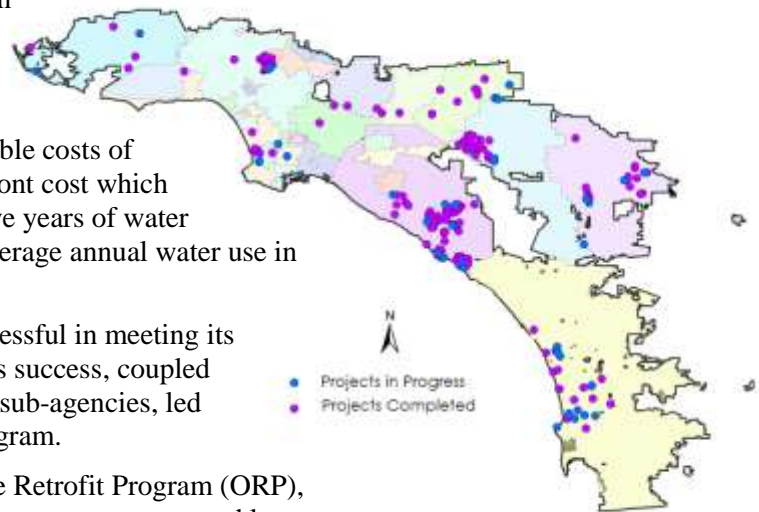 ble costs of
ont cost which
e years of water
verage annual water use in
essful in meeting its
s success, coupled
sub-agencies, led
gram.
e Retrofit Program (ORP),
N
Projects in Progress
Projects Completed